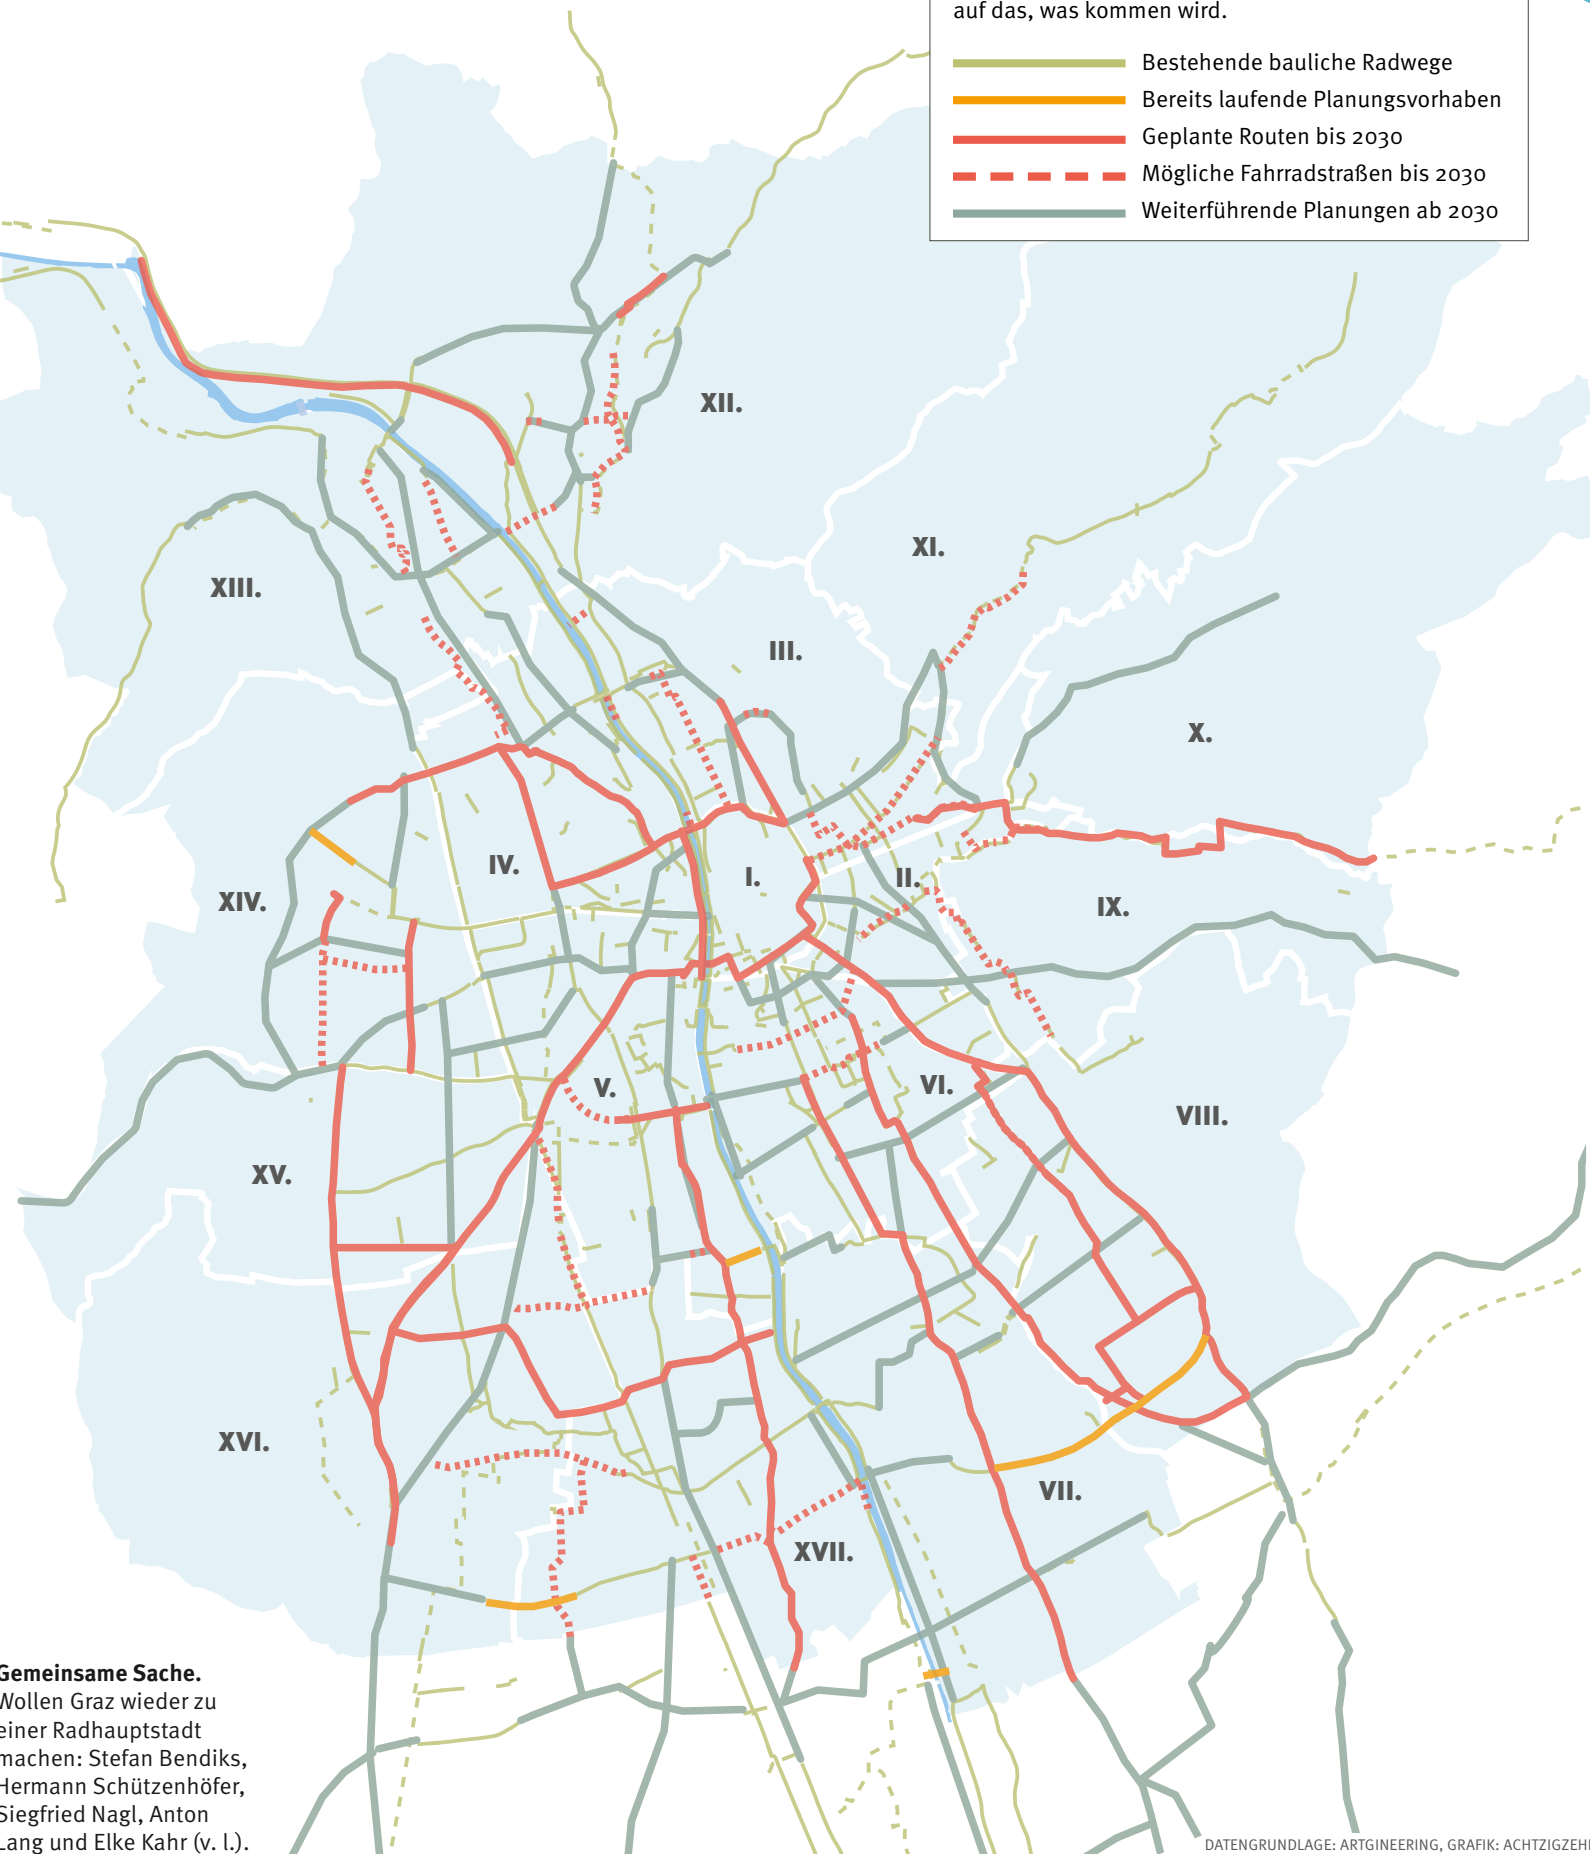 auf das, was kommen wird.
Bestehende bauliche Radwege
Bereits laufende Planungsvorhaben
Geplante Routen bis 2030
Mögliche Fahrradstraßen bis 2030
Weiterführende Planungen ab 2030
XII.
XI.
XIII.
III.
X.
IV.
I.
II.
XIV.
IX.
V.
VI.
VIII.
XV.
XVI.
VII.
XVII.
Gemeinsame Sache.
Wollen Graz wieder zu
einer Radhauptstadt
machen: Stefan Bendiks,
Hermann Schützenhöfer,
Siegfried Nagl, Anton
Lang und Elke Kahr (v. l.).
DATENGRUNDLAGE: ARTGINEERING, GRAFIK: ACHTZIGZEH